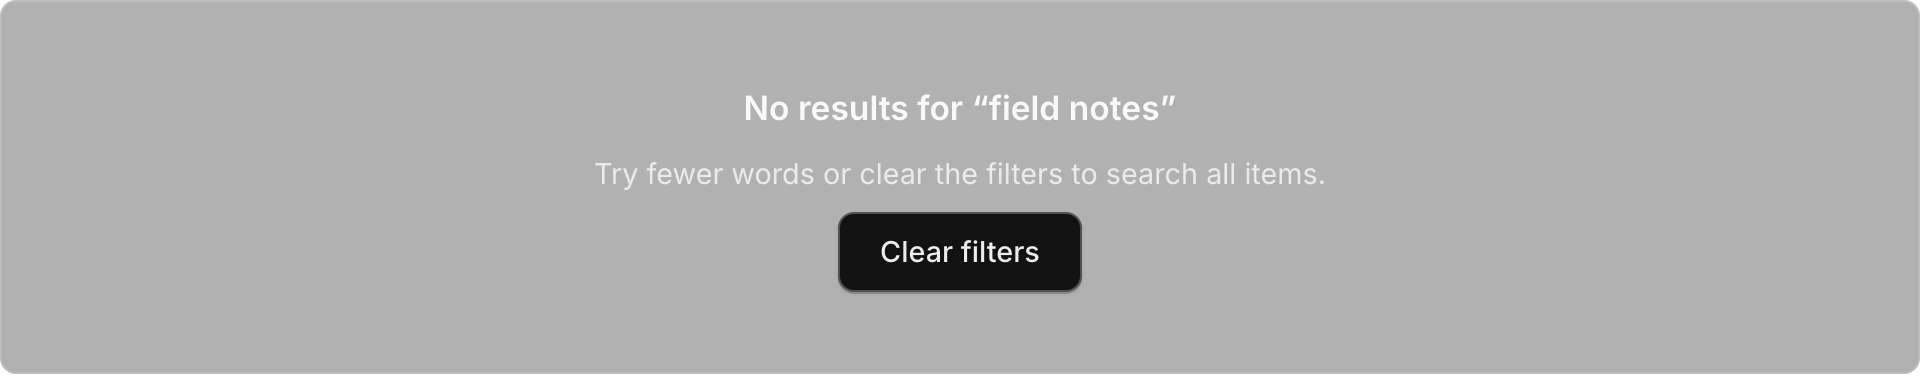 No results for “field notes”
Try fewer words or clear the filters to search all items.
Clear filters